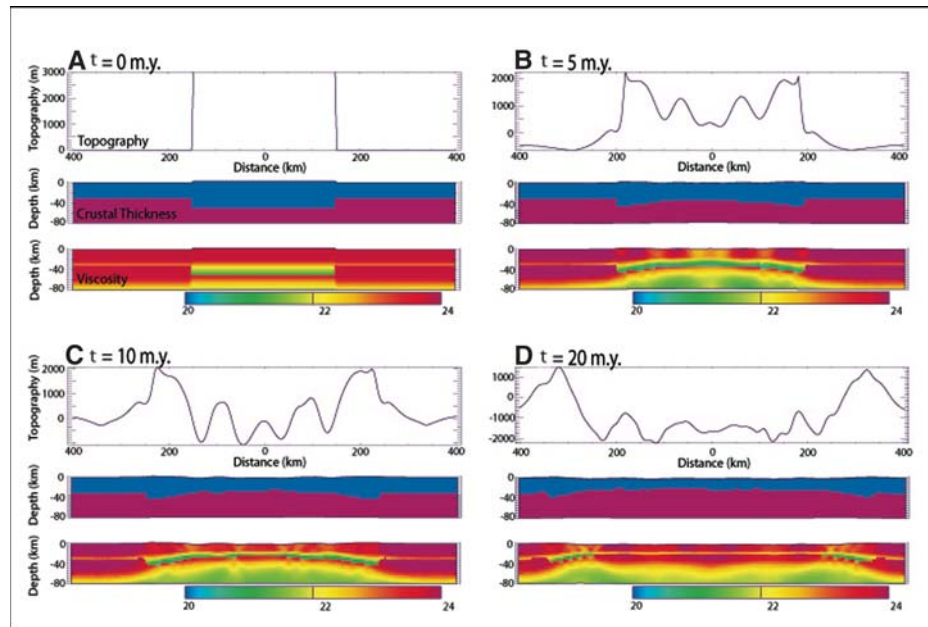 A t = 0 m.y.
Topography (m)
3000
2000
1000
0
Topography
400 200 0 200 400
Distance (km)
Depth (km)
0
-40
-80
Crustal Thickness
Depth (km)
0
-40
-80
Viscosity
20 22 24
B t = 5 m.y.
2000
1000
0
400 200 0 200 400
Distance (km)
Depth (km)
0
-40
-80
Depth (km)
0
-40
-80
20 22 24
C t = 10 m.y.
Topography (m)
2000
1000
0
400 200 0 200 400
Distance (km)
Depth (km)
0
-40
-80
Depth (km)
0
-40
-80
20 22 24
D t = 20 m.y.
1000
0
-1000
-2000
400 200 0 200 400
Distance (km)
Depth (km)
0
-40
-80
Depth (km)
0
-40
-80
20 22 24